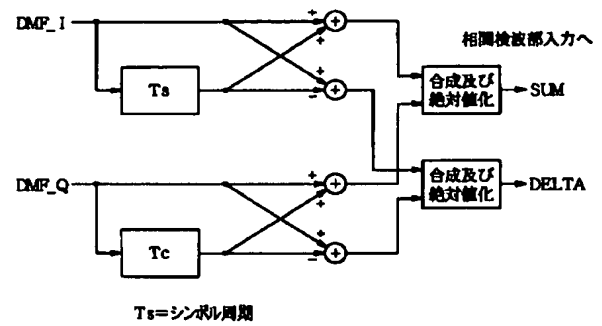 DMF_I
+
+
+
相関検波部入力へ
+
Ts
+
−
+
合成及び
絶対値化
SUM
DMF_Q
+
+
+
合成及び
絶対値化
DELTA
+
Tc
−
+
Ts=シンボル周期